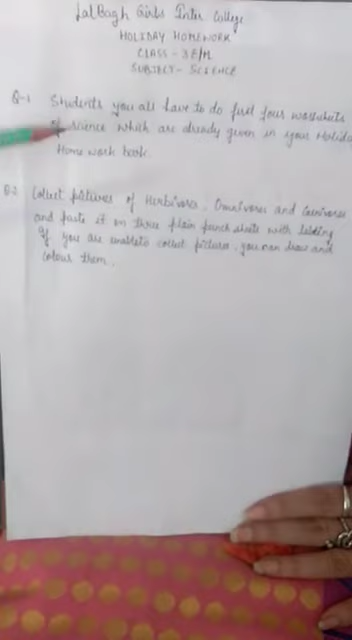 LalBagh Girls Inter College
HOLIDAY HOMEWORK
CLASS - 3 E/M
SUBJECT - SCIENCE
Q-1 Students you all have to do first four worksheets
of science which are already given in your Holiday
Home work book
Q-2 Collect pictures of Herbivores, Omnivores and Carnivores
and paste it on three plain punch sheets with labeling
If you are unable to collect pictures, you can draw and
colour them.